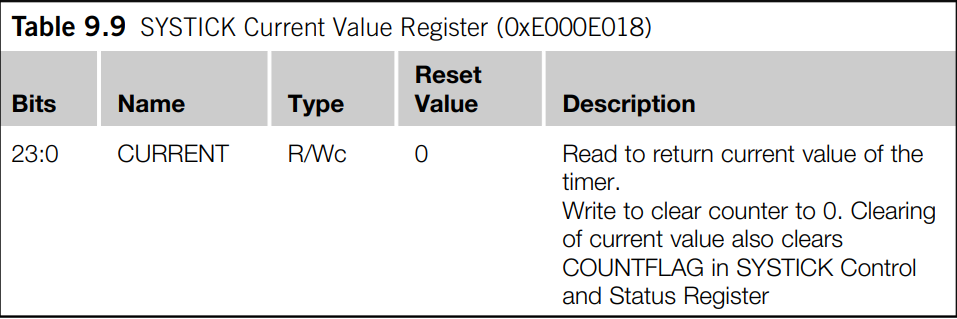 Table 9.9 SYSTICK Current Value Register (0xE000E018)
Reset
Bits Name Type Value Description
23:0 CURRENT R/Wc 0 Read to return current value of the
timer.
Write to clear counter to 0. Clearing
of current value also clears
COUNTFLAG in SYSTICK Control
and Status Register